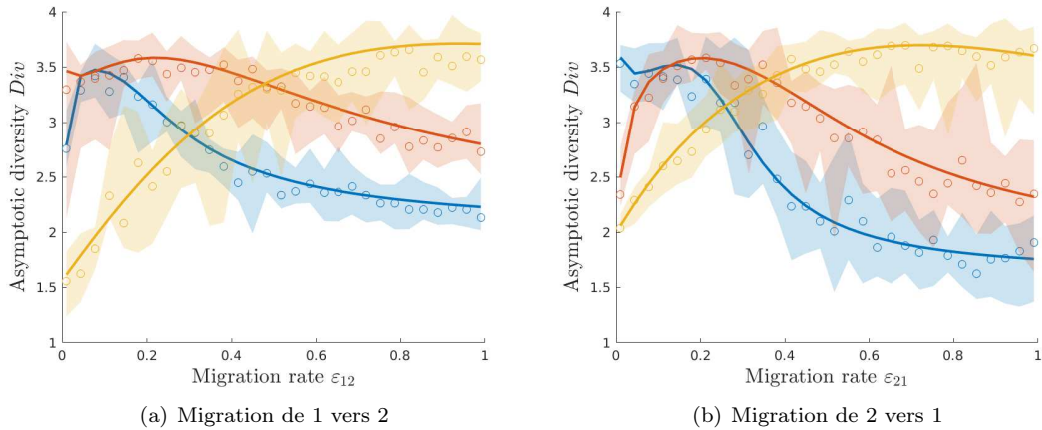 4
3.5
3
2.5
2
1.5
1
Asymptotic diversity Div
0 0.2 0.4 0.6 0.8 1
Migration rate ε₁₂
(a) Migration de 1 vers 2
4
3.5
3
2.5
2
1.5
1
Asymptotic diversity Div
0 0.2 0.4 0.6 0.8 1
Migration rate ε₂₁
(b) Migration de 2 vers 1